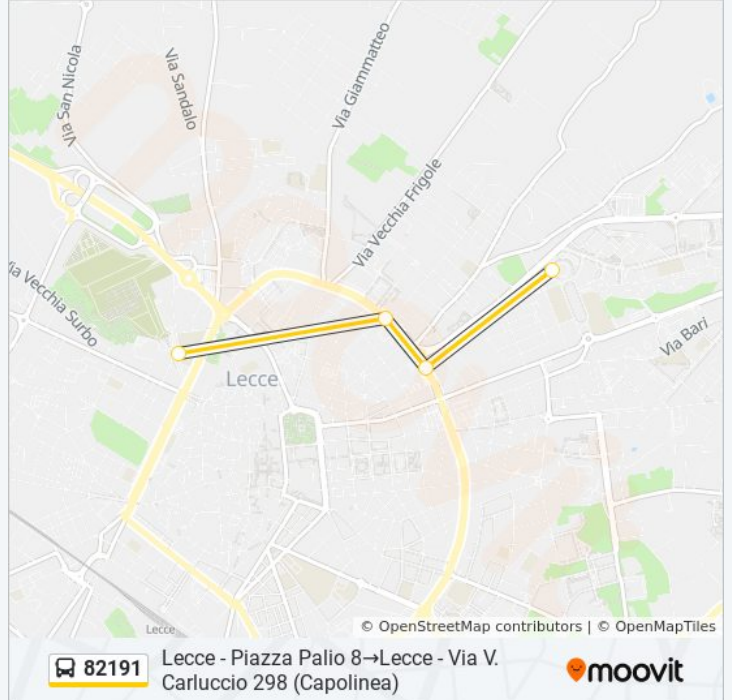 Via San Nicola
Via Sandalo
Via Giammatteo
Via Vecchia Frigole
Via Vecchia Surbo
Via Bari
Lecce
Lecce
© OpenStreetMap contributors | © OpenMapTiles
82191
Lecce - Piazza Palio 8→Lecce - Via V.
Carluccio 298 (Capolinea)
moovit